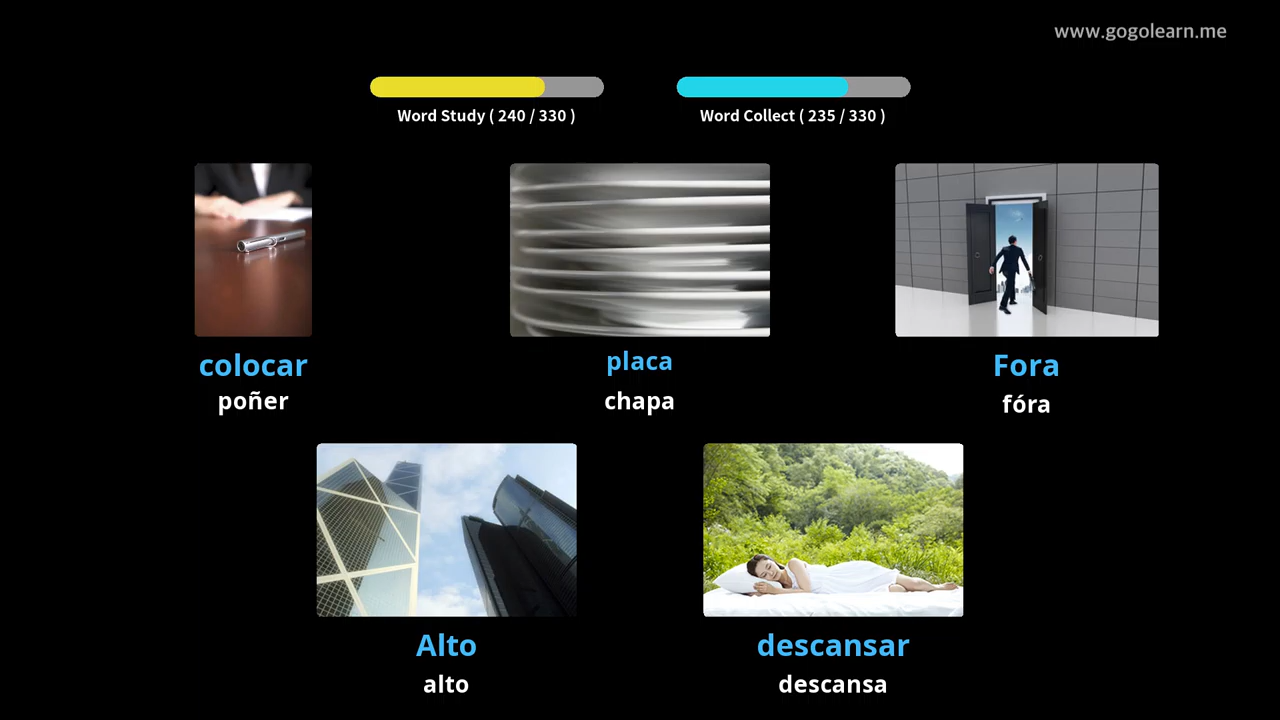 www.gogolearn.me
Word Study ( 240 / 330 )
Word Collect ( 235 / 330 )
colocar
poñer
placa
chapa
Fora
fóra
Alto
alto
descansar
descansa